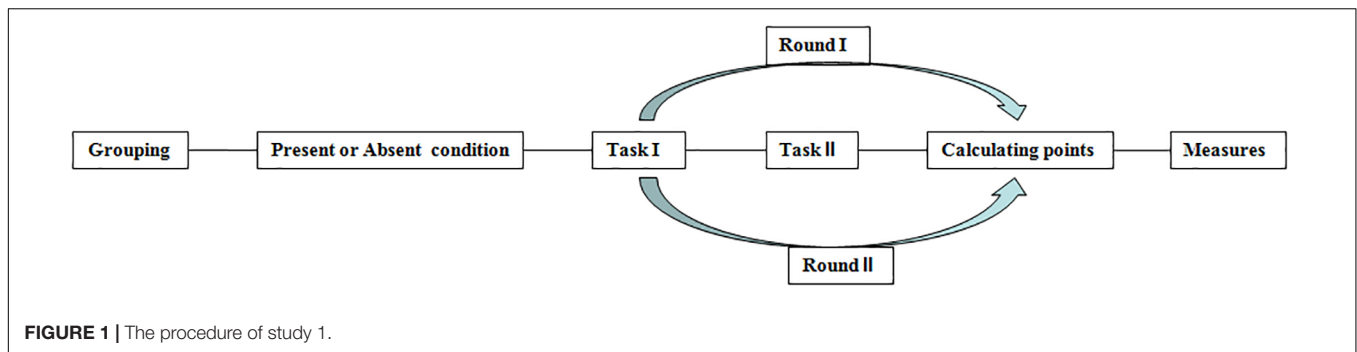 Round I
Grouping
Present or Absent condition
Task I
Task II
Calculating points
Measures
Round II
FIGURE 1 | The procedure of study 1.